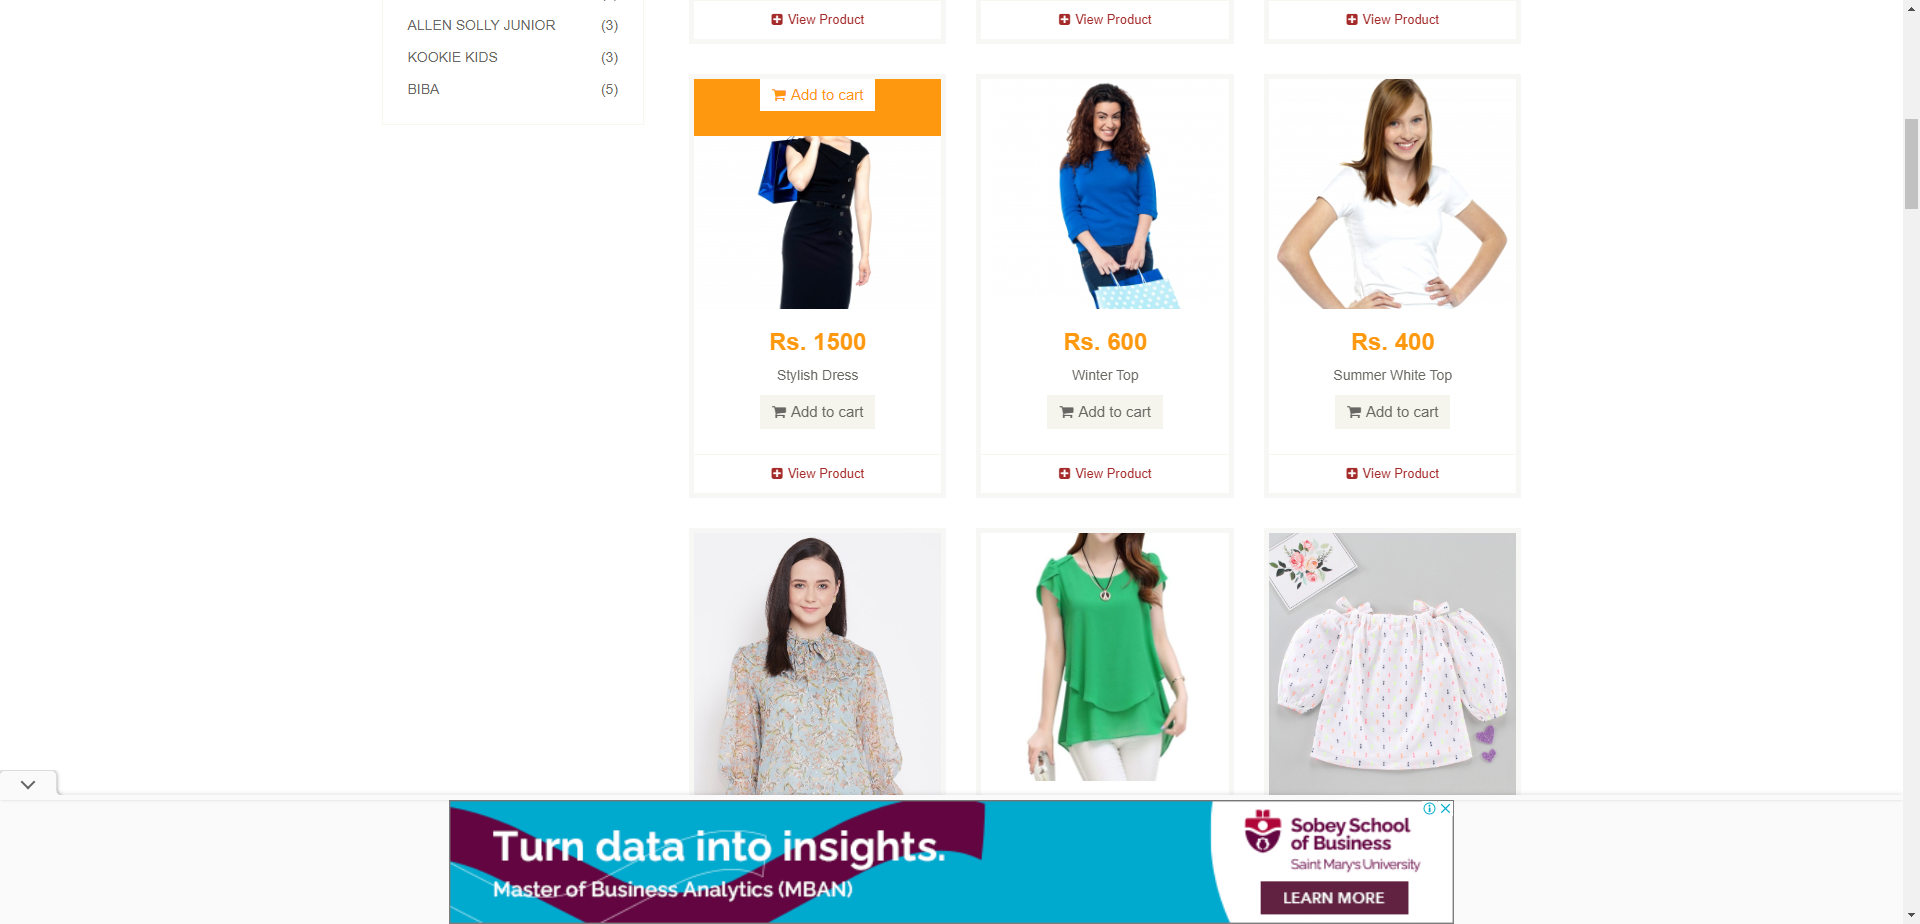 ALLEN SOLLY JUNIOR (3)
KOOKIE KIDS (3)
BIBA (5)
View Product
View Product
View Product
Add to cart
Rs. 1500
Stylish Dress
Add to cart
View Product
Rs. 600
Winter Top
Add to cart
View Product
Rs. 400
Summer White Top
Add to cart
View Product
Turn data into insights.
Master of Business Analytics (MBAN)
Sobey School
of Business
Saint Mary's University
LEARN MORE